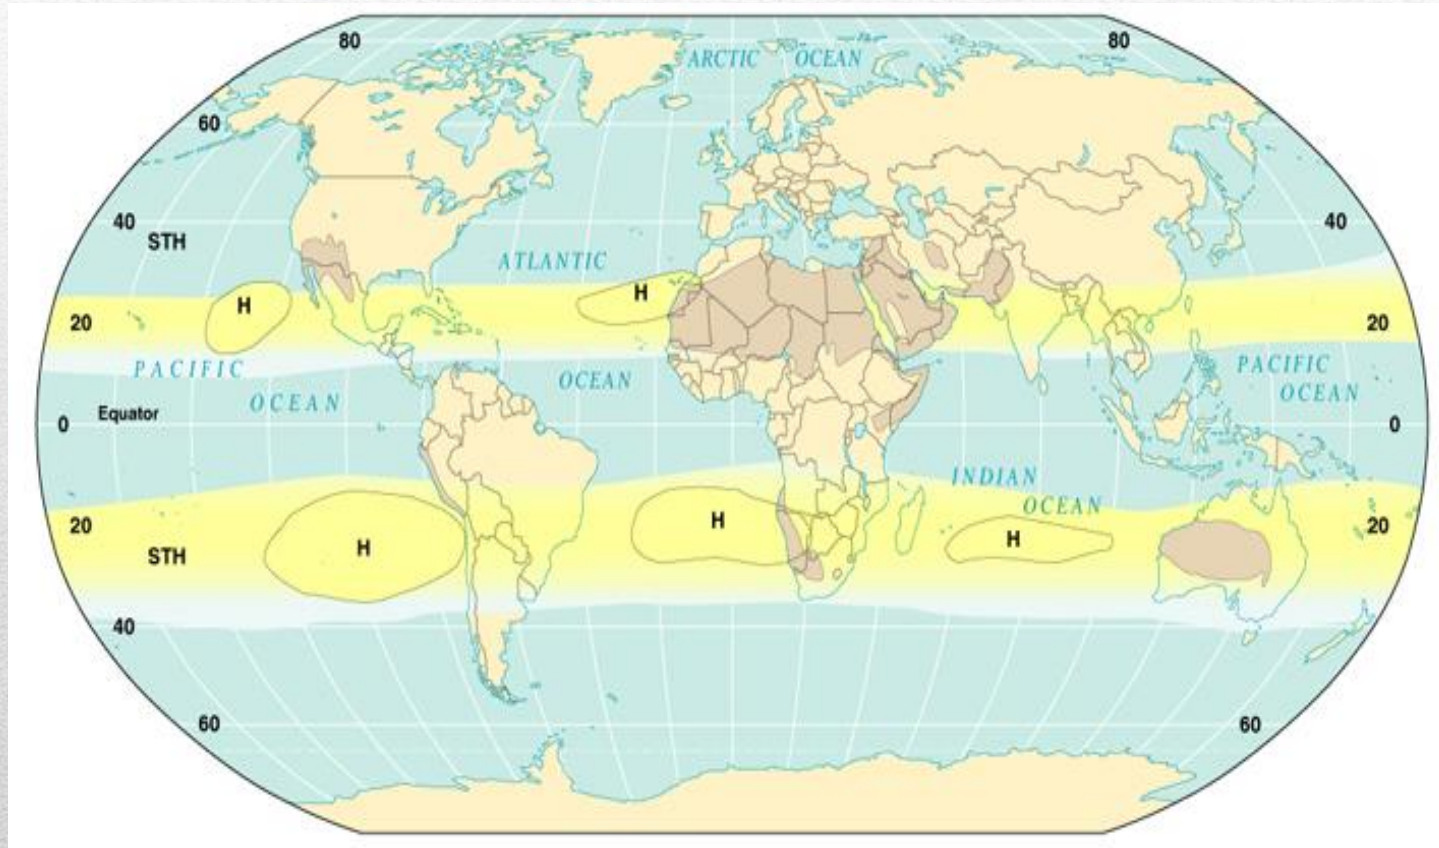 80 80
ARCTIC OCEAN
60
40 40
STH
ATLANTIC
H
H
20 20
PACIFIC
OCEAN
OCEAN
PACIFIC
OCEAN
Equator
0 0
INDIAN
OCEAN
20 20
H
H
H
STH
40
60 60